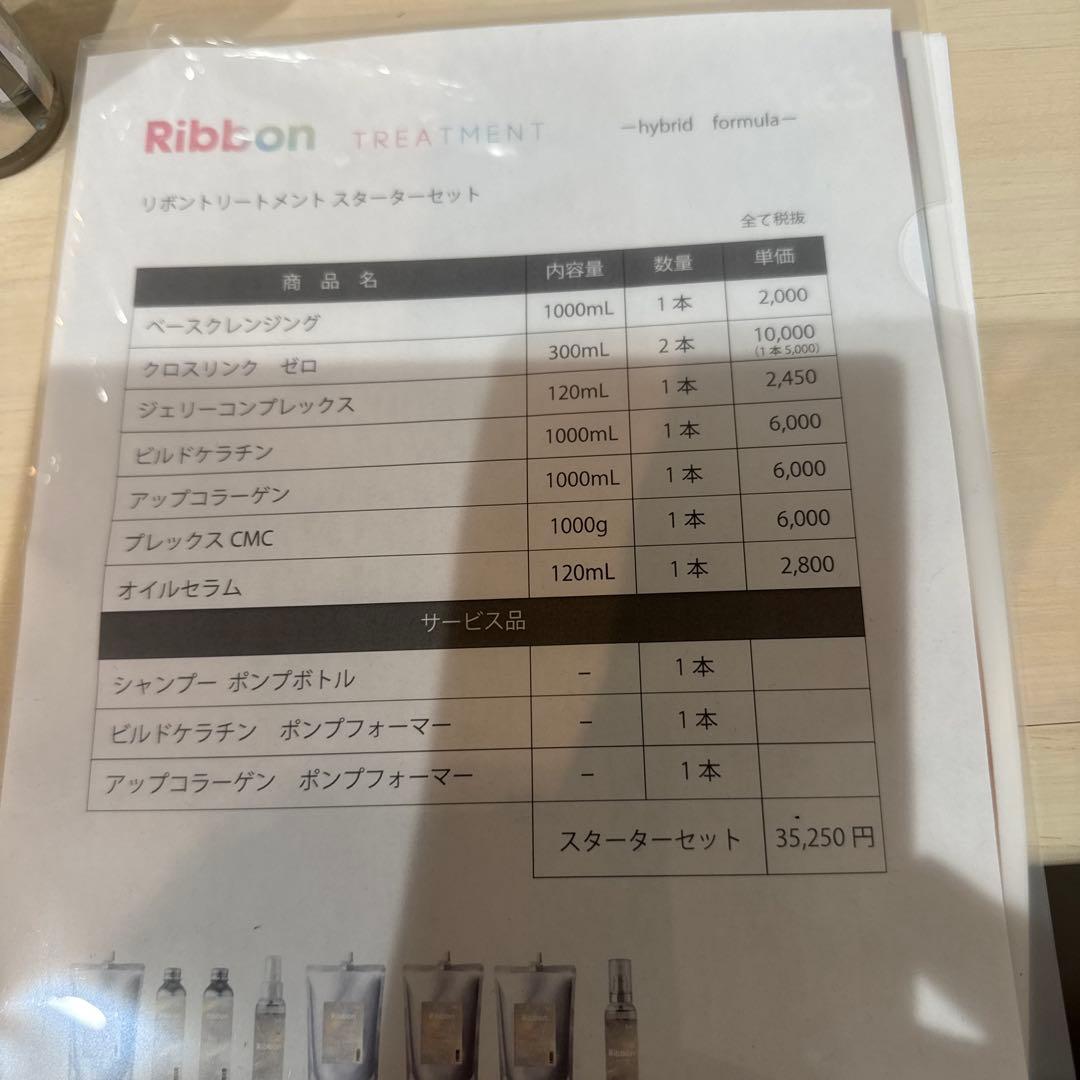 Ribbon TREATMENT —hybrid formula—
リボントリートメント スターターセット
全て税抜
商品名 内容量 数量 単価
ベースクレンジング 1000mL 1本 2,000
クロスリンク ゼロ 300mL 2本 10,000
(1本5,000)
ジェリーコンプレックス 120mL 1本 2,450
ビルドケラチン 1000mL 1本 6,000
アップコラーゲン 1000mL 1本 6,000
プレックスCMC 1000g 1本 6,000
オイルセラム 120mL 1本 2,800
サービス品
シャンプー ポンプボトル – 1本
ビルドケラチン ポンプフォーマー – 1本
アップコラーゲン ポンプフォーマー – 1本
スターターセット 35,250円
Ribbon Ribbon Ribbon Ribbon Ribbon Ribbon